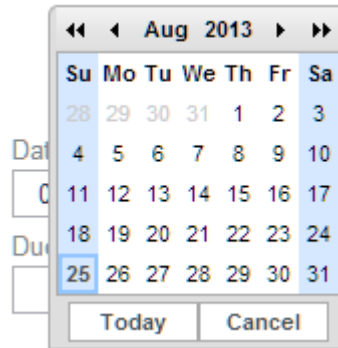 Aug 2013
Su Mo Tu We Th Fr Sa
28 29 30 31 1 2 3
4 5 6 7 8 9 10
11 12 13 14 15 16 17
18 19 20 21 22 23 24
25 26 27 28 29 30 31
Today Cancel